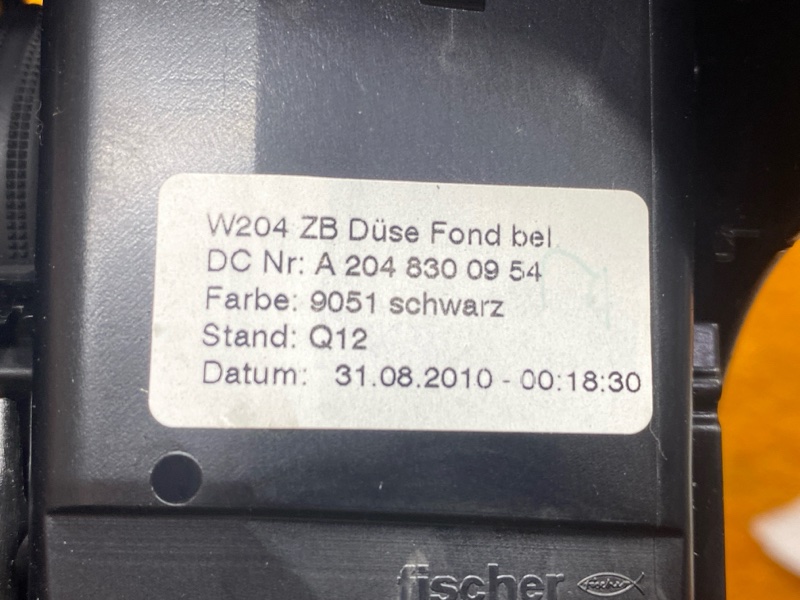 W204 ZB Düse Fond bel
DC Nr: A 204 830 09 54
Farbe: 9051 schwarz
Stand: Q12
Datum: 31.08.2010 - 00:18:30
fischer fischer